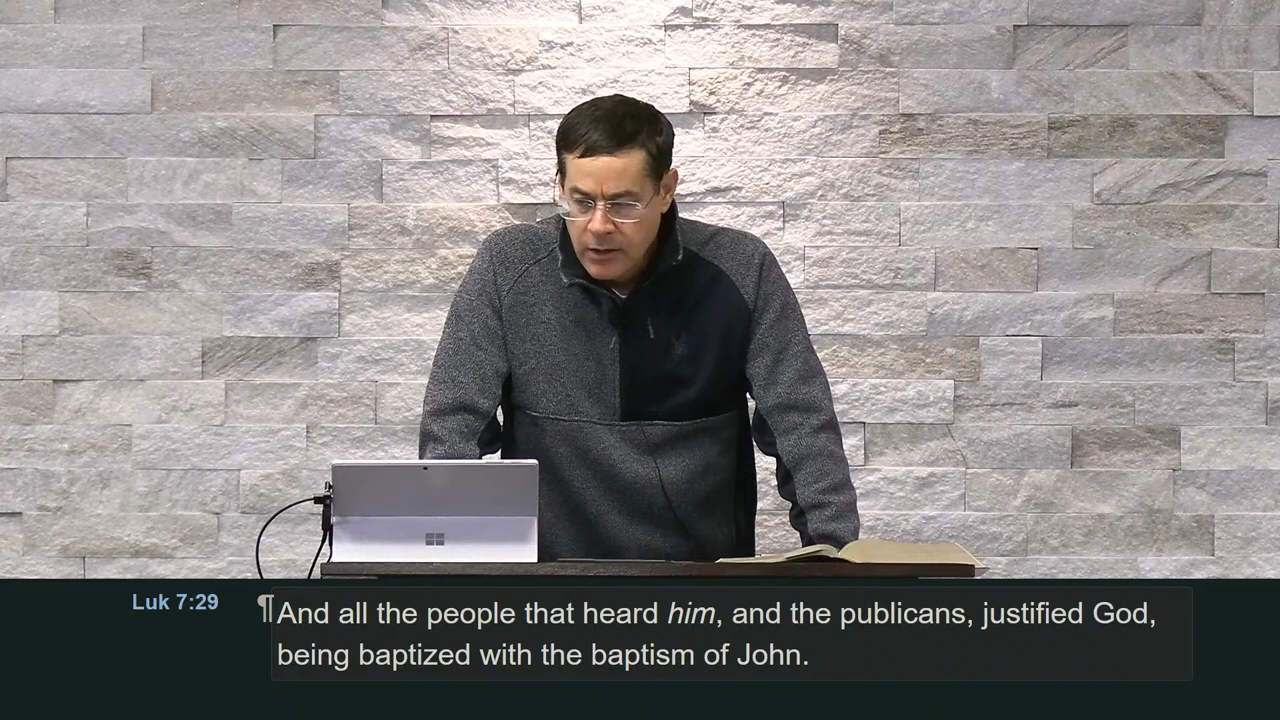 Luk 7:29 ¶And all the people that heard him, and the publicans, justified God,
being baptized with the baptism of John.